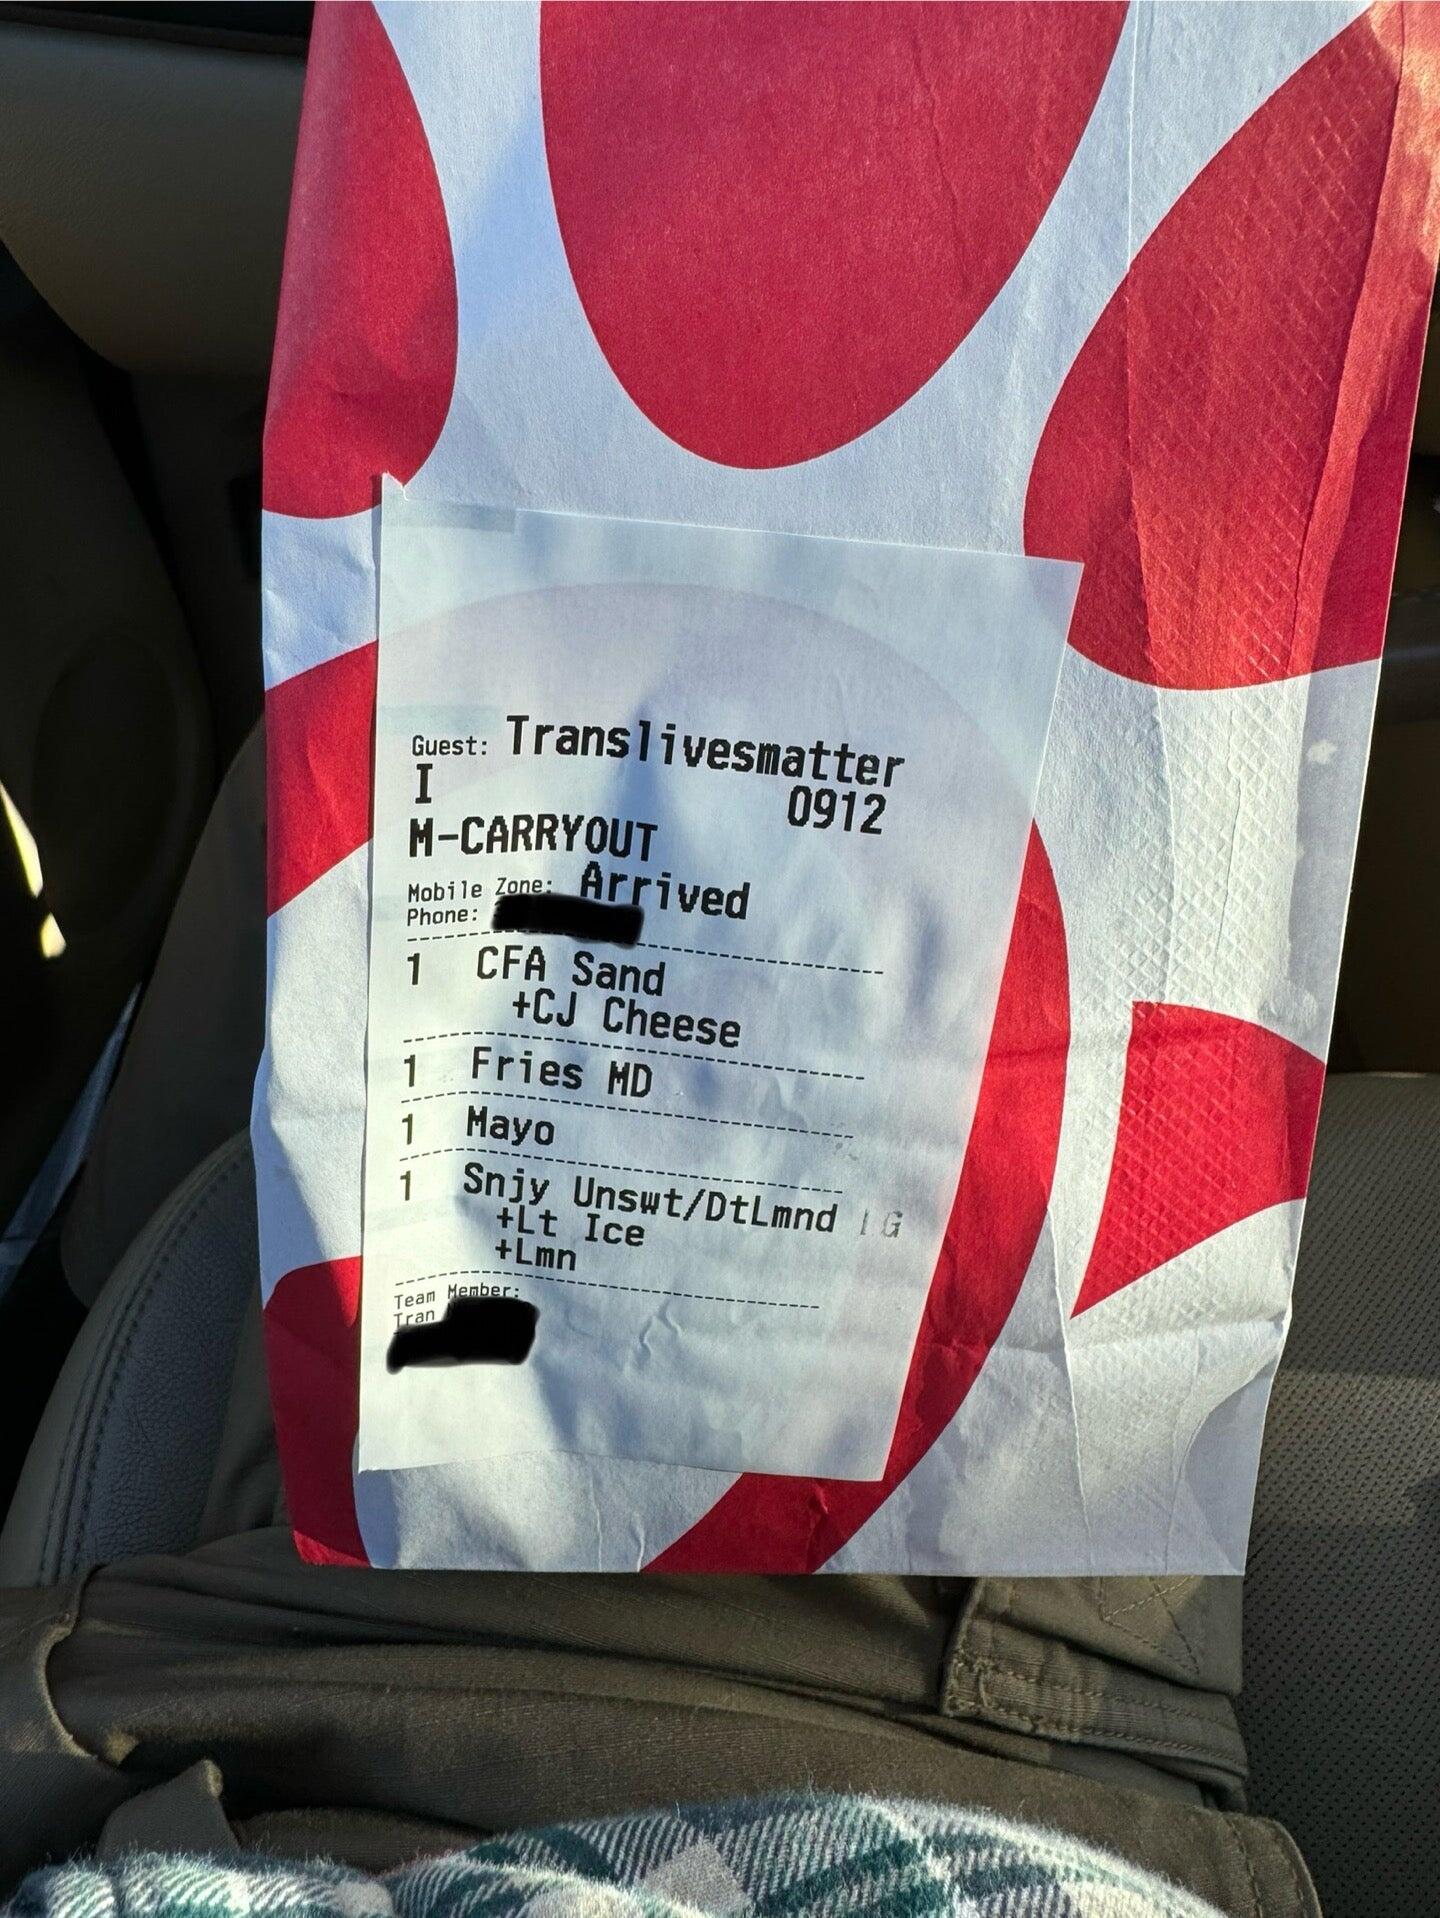 Guest: Translivesmatter
I 0912
M-CARRYOUT
Mobile Zone: Arrived
Phone:
1 CFA Sand
+CJ Cheese
1 Fries MD
1 Mayo
1 Snjy Unswt/DtLmnd
+Lt Ice
+Lmn
Team Member:
Tran